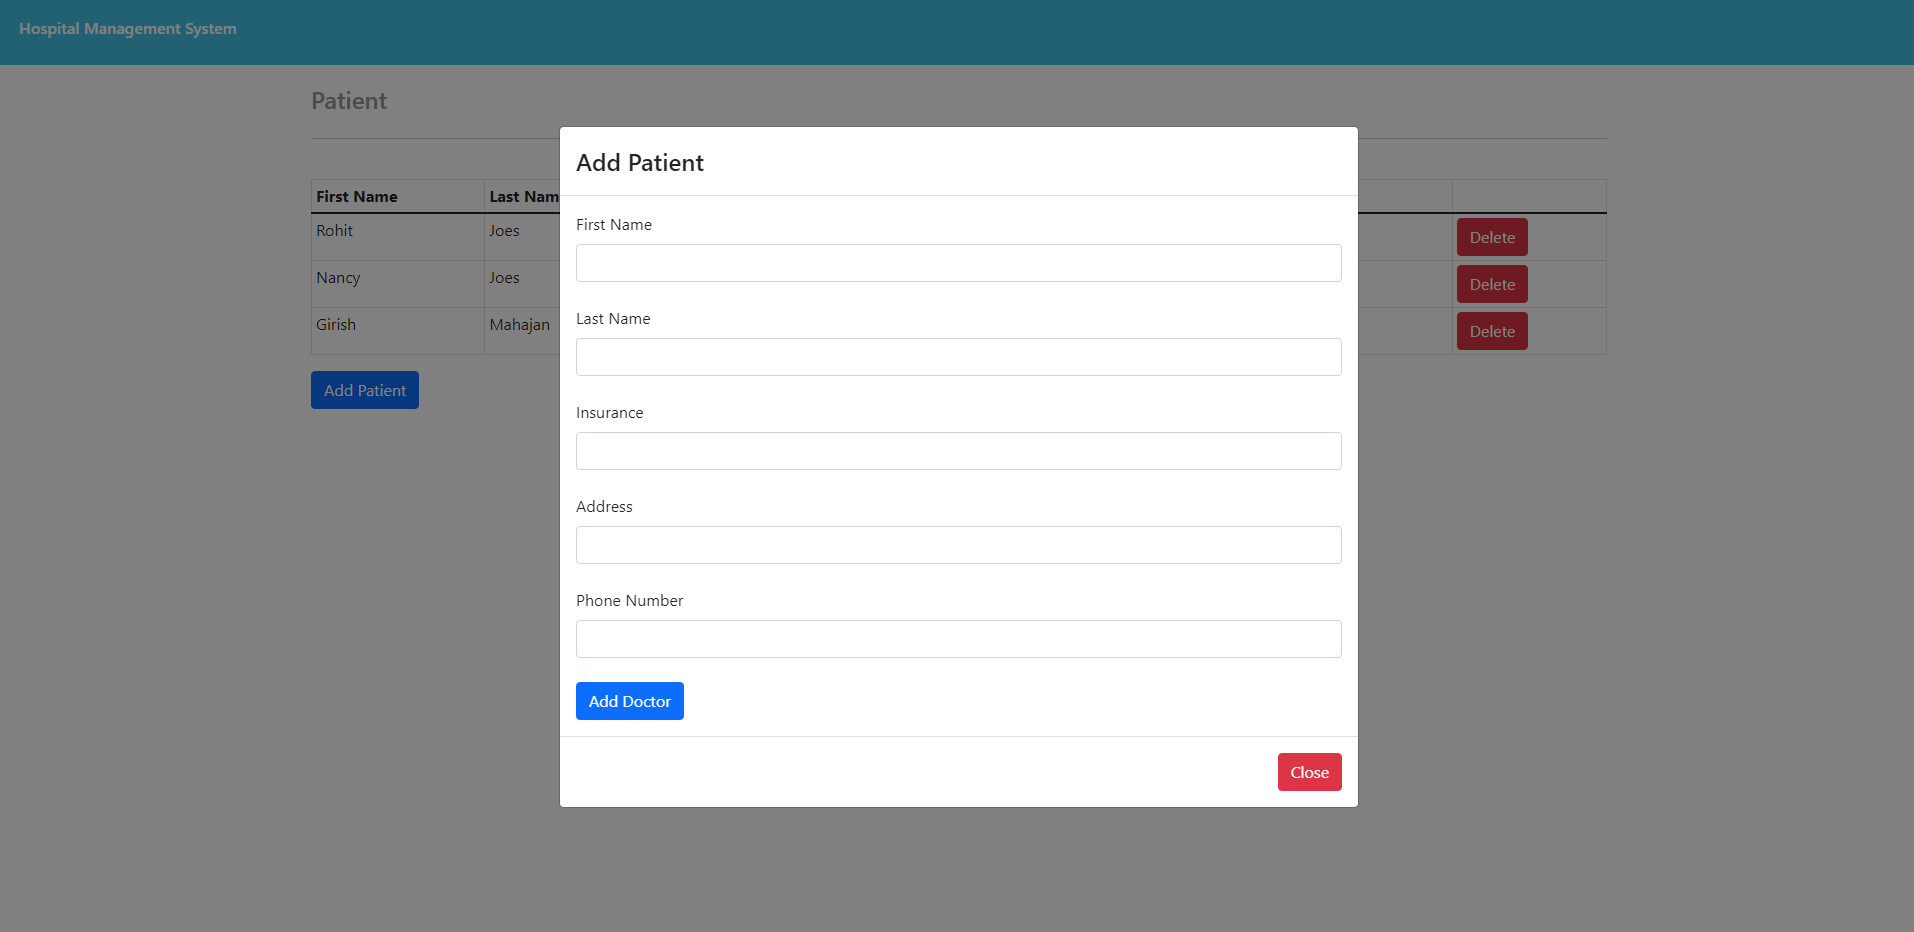 Hospital Management System
Patient
Add Patient
First Name Last Nam
Rohit Joes Delete
Nancy Joes Delete
Girish Mahajan Delete
Add Patient
First Name
Last Name
Insurance
Address
Phone Number
Add Doctor
Close